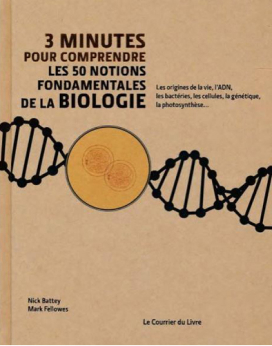 3 MINUTES
POUR COMPRENDRE
LES 50 NOTIONS
FONDAMENTALES
DE LA BIOLOGIE
Les origines de la vie, l'ADN,
les bactéries, les cellules, la génétique,
la photosynthèse...
Nick Battey
Mark Fellowes
Le Courrier du Livre